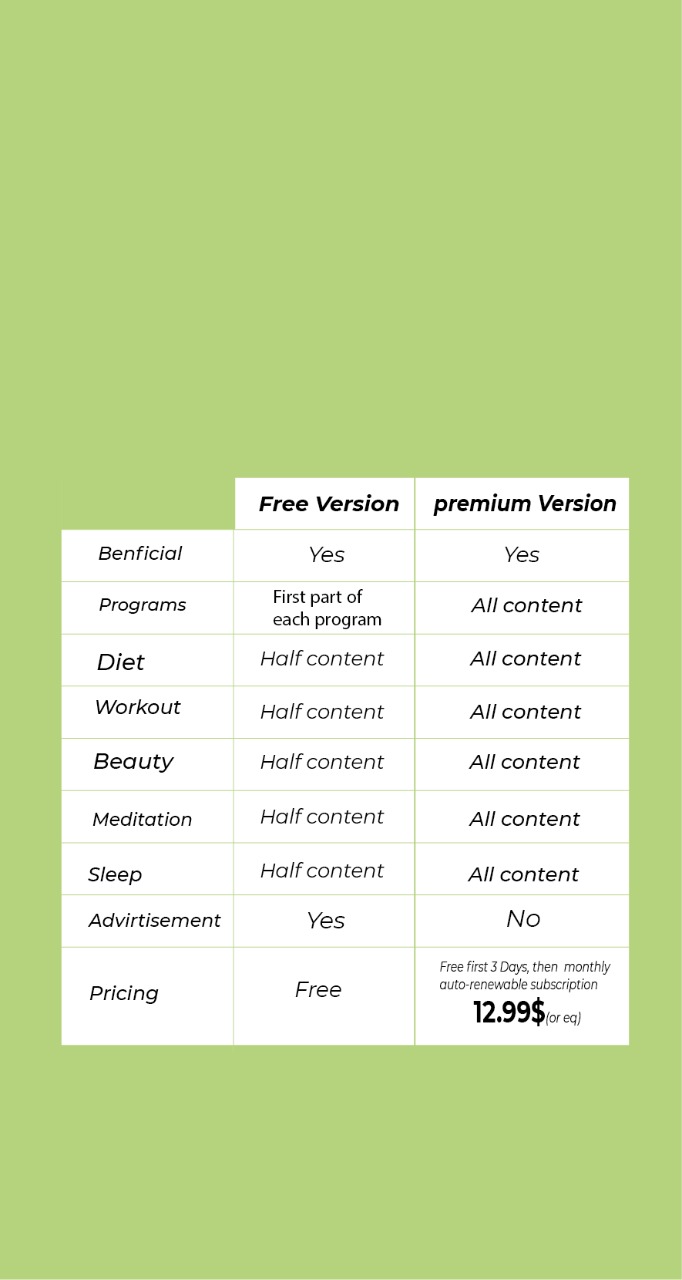 Free Version premium Version
Benficial Yes Yes
Programs First part of each program All content
Diet Half content All content
Workout Half content All content
Beauty Half content All content
Meditation Half content All content
Sleep Half content All content
Advirtisement Yes No
Pricing Free Free first 3 Days, then monthly
auto-renewable subscription
12.99$(or eq)